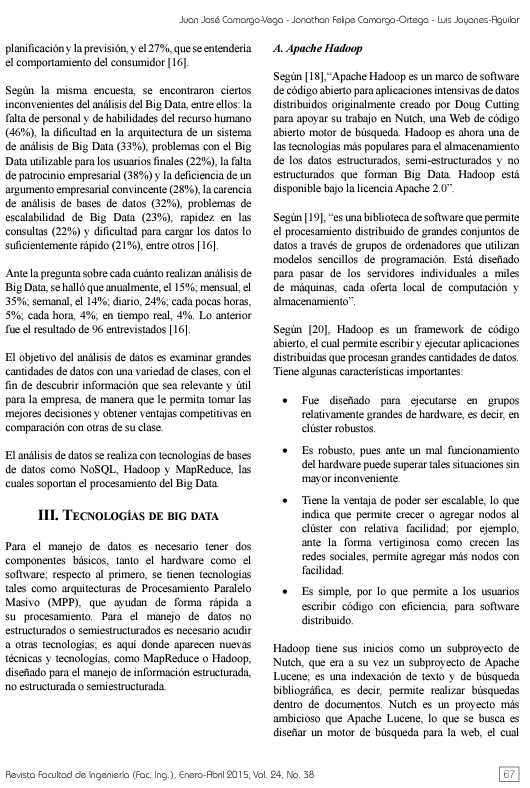 Juan José Camargo-Vega - Jonathan Felipe Camargo-Ortega - Luis Joyanes-Aguilar
planificación y la previsión, y el 27%, que se entendería
el comportamiento del consumidor [16].
Según la misma encuesta, se encontraron ciertos
inconvenientes del análisis del Big Data, entre ellos: la
falta de personal y de habilidades del recurso humano
(46%), la dificultad en la arquitectura de un sistema
de análisis de Big Data (33%), problemas con el Big
Data utilizable para los usuarios finales (22%), la falta
de patrocinio empresarial (38%) y la deficiencia de un
argumento empresarial convincente (28%), la carencia
de análisis de bases de datos (32%), problemas de
escalabilidad de Big Data (23%), rapidez en las
consultas (22%) y dificultad para cargar los datos lo
suficientemente rápido (21%), entre otros [16].
Ante la pregunta sobre cada cuánto realizan análisis de
Big Data, se halló que anualmente, el 15%; mensual, el
35%; semanal, el 14%; diario, 24%; cada pocas horas,
5%; cada hora, 4%; en tiempo real, 4%. Lo anterior
fue el resultado de 96 entrevistados [16].
El objetivo del análisis de datos es examinar grandes
cantidades de datos con una variedad de clases, con el
fin de descubrir información que sea relevante y útil
para la empresa, de manera que le permita tomar las
mejores decisiones y obtener ventajas competitivas en
comparación con otras de su clase.
El análisis de datos se realiza con tecnologías de bases
de datos como NoSQL, Hadoop y MapReduce, las
cuales soportan el procesamiento del Big Data.
III. Tecnologías de big data
Para el manejo de datos es necesario tener dos
componentes básicos, tanto el hardware como el
software; respecto al primero, se tienen tecnologías
tales como arquitecturas de Procesamiento Paralelo
Masivo (MPP), que ayudan de forma rápida a
su procesamiento. Para el manejo de datos no
estructurados o semiestructurados es necesario acudir
a otras tecnologías; es aquí donde aparecen nuevas
técnicas y tecnologías, como MapReduce o Hadoop,
diseñado para el manejo de información estructurada,
no estructurada o semiestructurada.
A. Apache Hadoop
Según [18],“Apache Hadoop es un marco de software
de código abierto para aplicaciones intensivas de datos
distribuidos originalmente creado por Doug Cutting
para apoyar su trabajo en Nutch, una Web de código
abierto motor de búsqueda. Hadoop es ahora una de
las tecnologías más populares para el almacenamiento
de los datos estructurados, semi-estructurados y no
estructurados que forman Big Data. Hadoop está
disponible bajo la licencia Apache 2.0”.
Según [19], “es una biblioteca de software que permite
el procesamiento distribuido de grandes conjuntos de
datos a través de grupos de ordenadores que utilizan
modelos sencillos de programación. Está diseñado
para pasar de los servidores individuales a miles
de máquinas, cada oferta local de computación y
almacenamiento”.
Según [20], Hadoop es un framework de código
abierto, el cual permite escribir y ejecutar aplicaciones
distribuidas que procesan grandes cantidades de datos.
Tiene algunas características importantes:
• Fue diseñado para ejecutarse en grupos
relativamente grandes de hardware, es decir, en
clúster robustos.
• Es robusto, pues ante un mal funcionamiento
del hardware puede superar tales situaciones sin
mayor inconveniente.
• Tiene la ventaja de poder ser escalable, lo que
indica que permite crecer o agregar nodos al
clúster con relativa facilidad; por ejemplo,
ante la forma vertiginosa como crecen las
redes sociales, permite agregar más nodos con
facilidad.
• Es simple, por lo que permite a los usuarios
escribir código con eficiencia, para software
distribuido.
Hadoop tiene sus inicios como un subproyecto de
Nutch, que era a su vez un subproyecto de Apache
Lucene; es una indexación de texto y de búsqueda
bibliográfica, es decir, permite realizar búsquedas
dentro de documentos. Nutch es un proyecto más
ambicioso que Apache Lucene, lo que se busca es
diseñar un motor de búsqueda para la web, el cual
Revista Facultad de Ingeniería (Fac. Ing.), Enero-Abril 2015, Vol. 24, No. 38
67